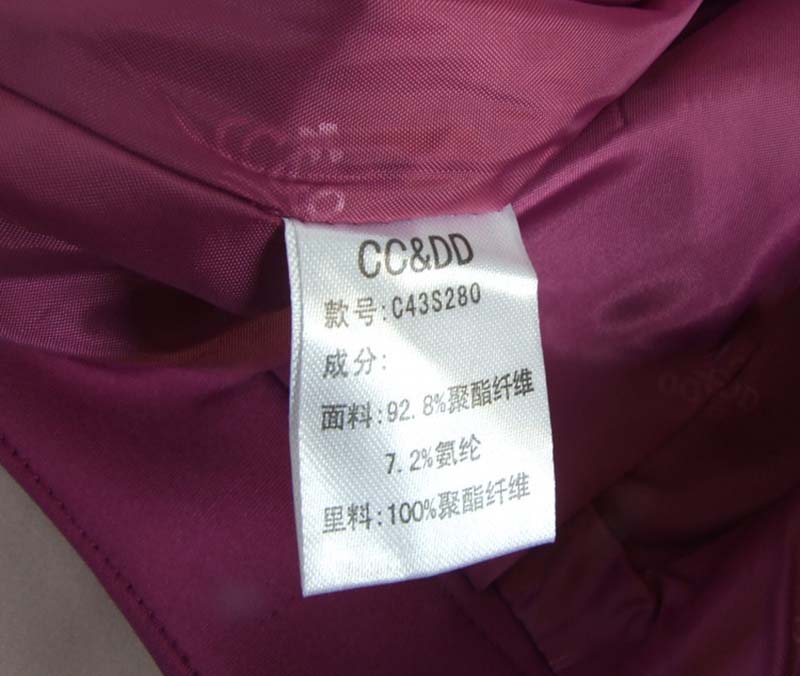 CC&DD
款号:C43S280
成分:
面料:92.8%聚酯纤维
7.2%氨纶
里料:100%聚酯纤维